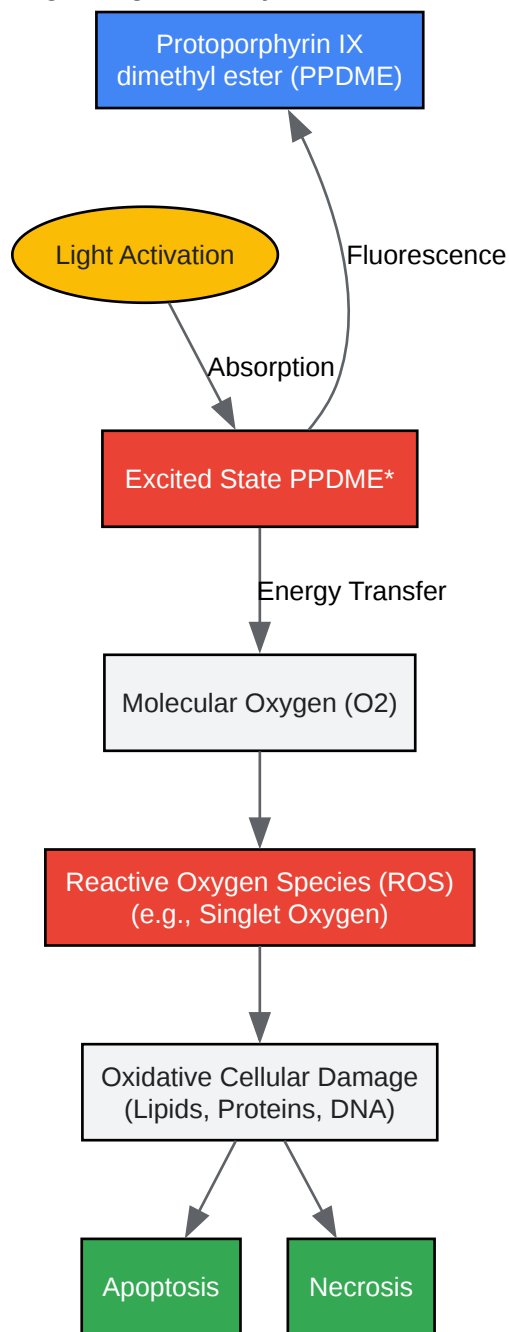 Protoporphyrin IX
dimethyl ester (PPDME)
Light Activation
Fluorescence
Absorption
Excited State PPDME*
Energy Transfer
Molecular Oxygen (O2)
Reactive Oxygen Species (ROS)
(e.g., Singlet Oxygen)
Oxidative Cellular Damage
(Lipids, Proteins, DNA)
Apoptosis
Necrosis